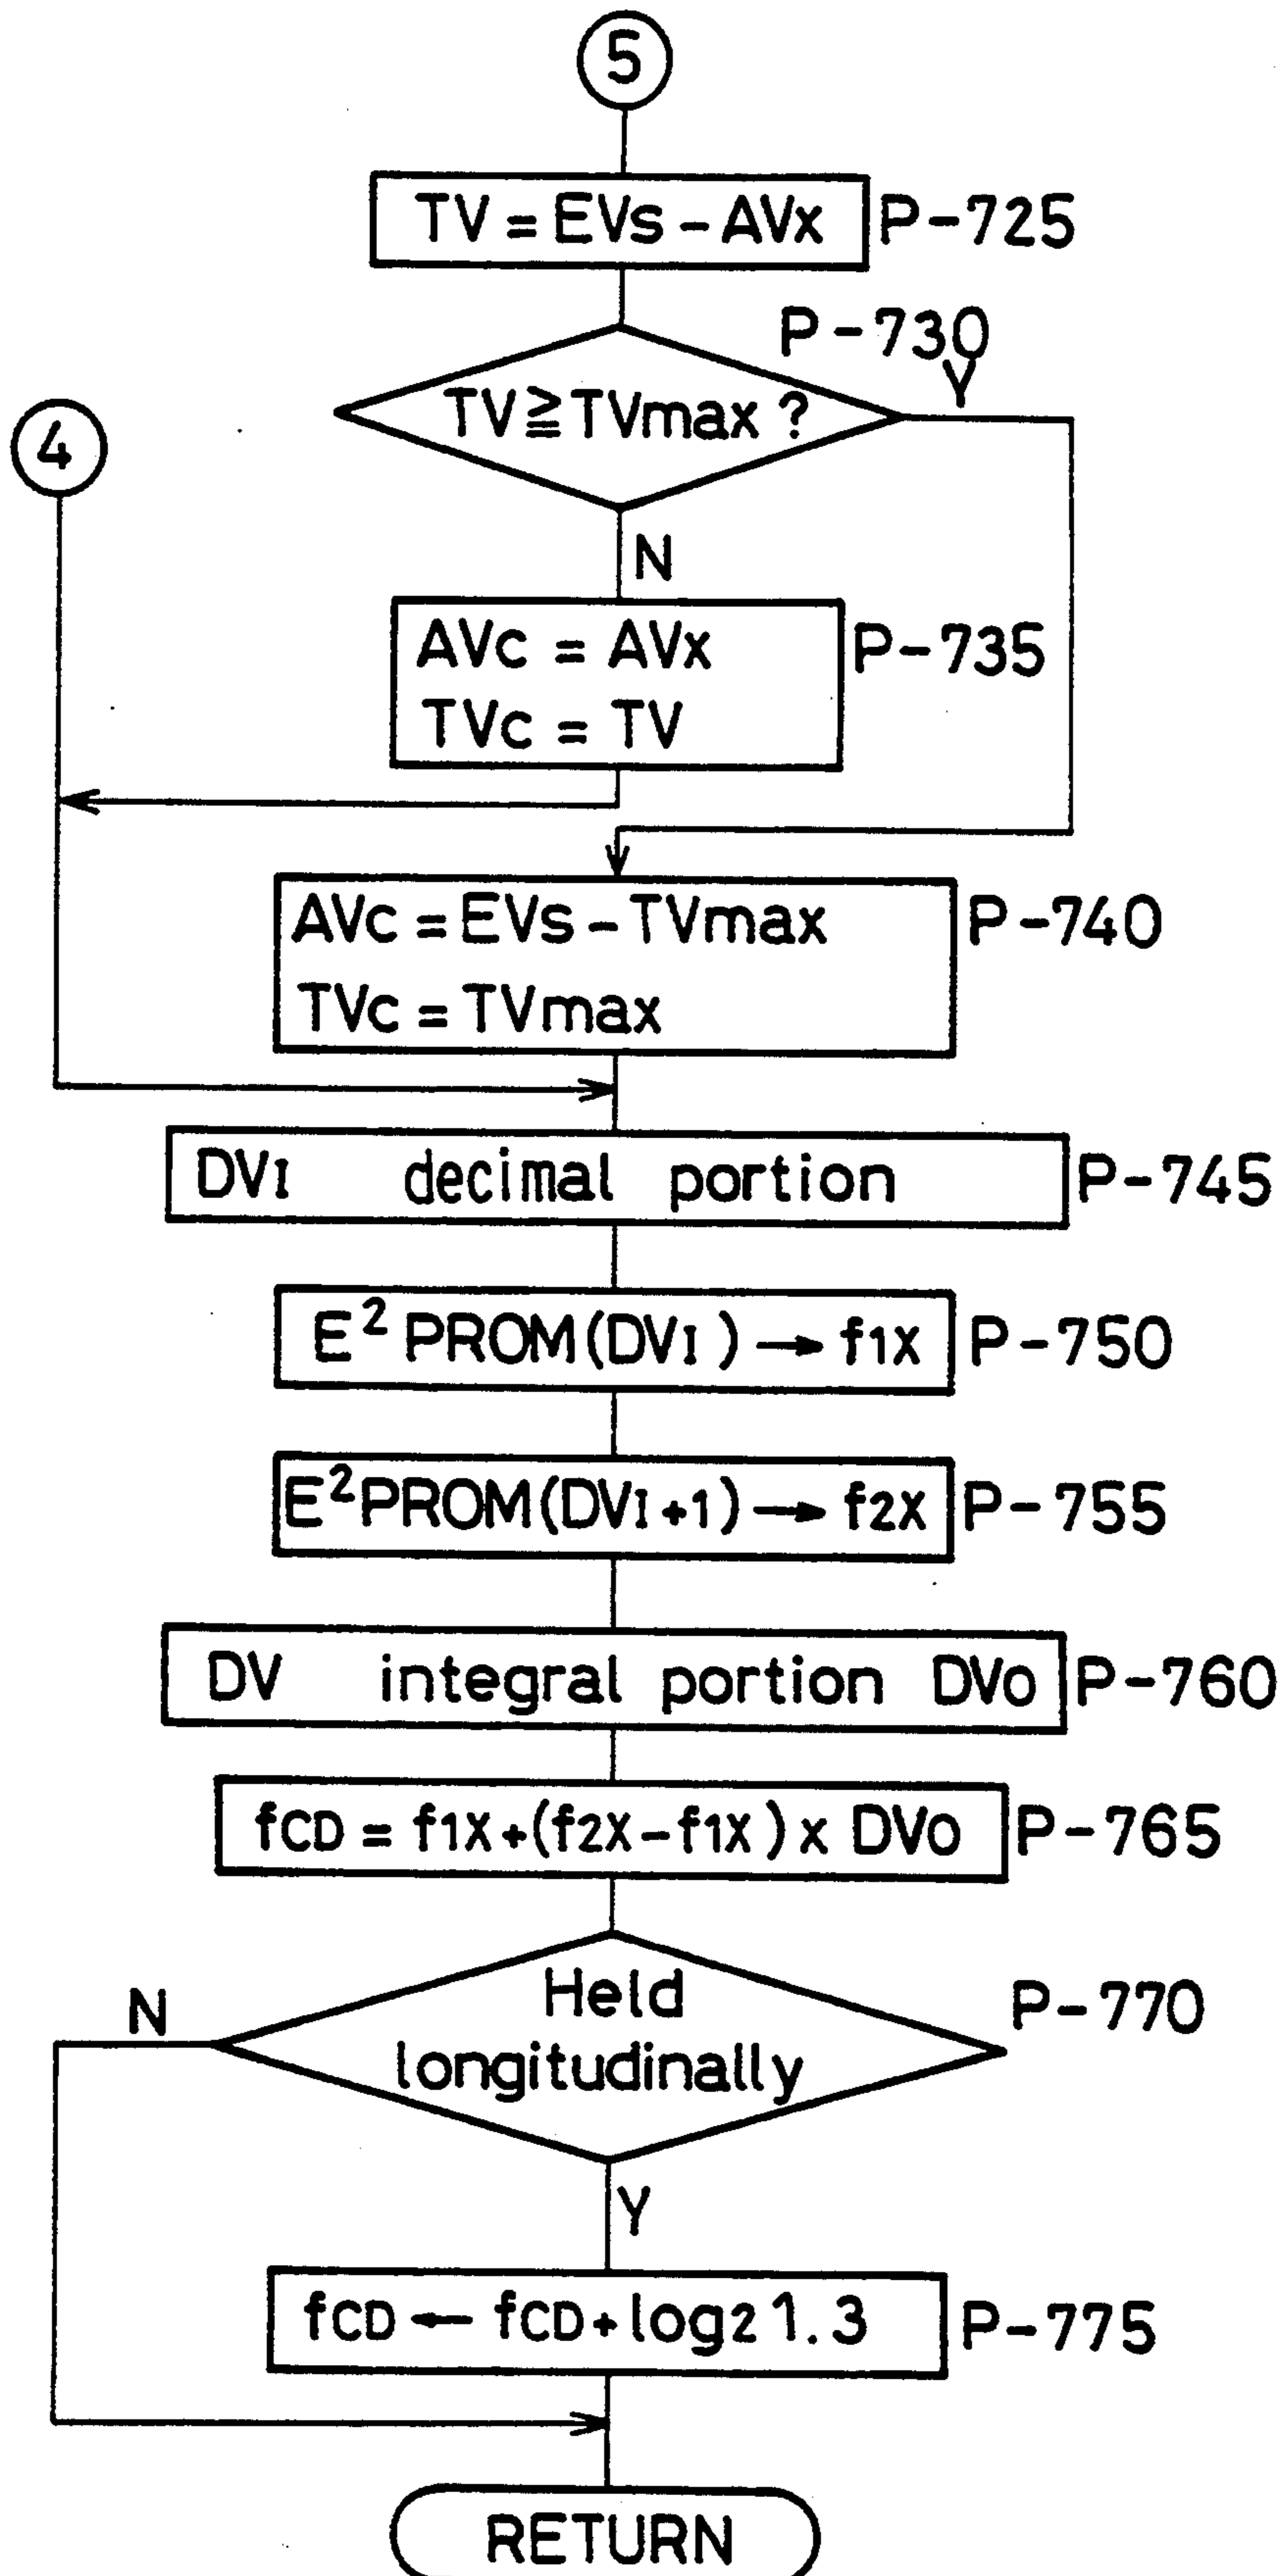 5
TV = EVs - AVx P-725
P-730
Y
TV ≧ TVmax ?
4
N
AVc = AVx P-735
TVc = TV
AVc = EVs - TVmax P-740
TVc = TVmax
DVI decimal portion P-745
E² PROM(DVI) → f1X P-750
E² PROM(DVI+1) → f2X P-755
DV integral portion DVo P-760
fCD = f1X+(f2X-f1X) x DVo P-765
N
Held P-770
longitudinally
Y
fCD ← fCD + log2 1.3 P-775
RETURN